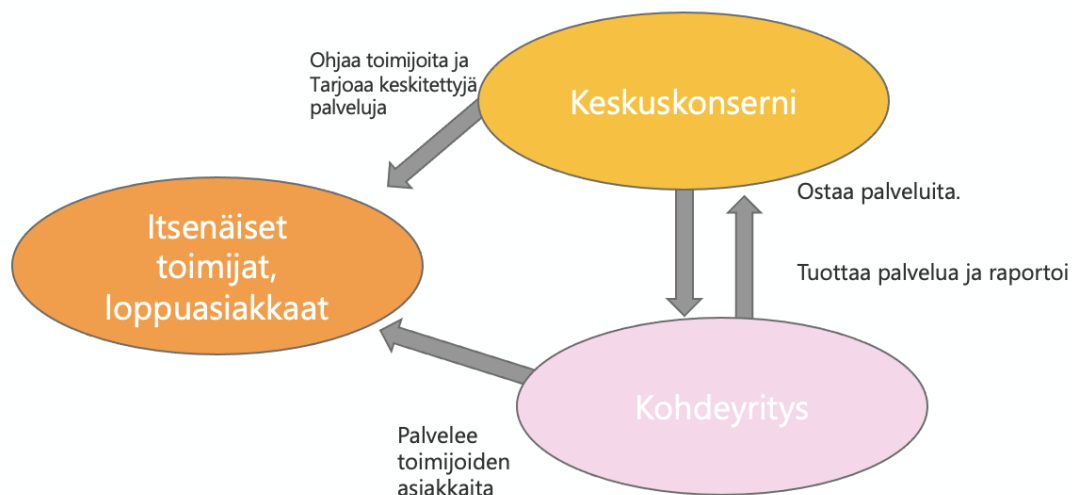 Ohjaa toimijoita ja
Tarjoaa keskitettyjä
palveluja
Keskuskonserni
Ostaa palveluita.
Itsenäiset
toimijat,
loppuasiakkaat
Tuottaa palvelua ja raportoi
Kohdeyritys
Palvelee
toimijoiden
asiakkaita